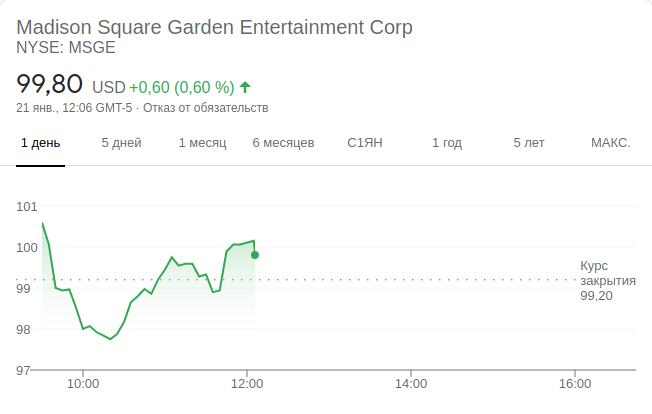 Madison Square Garden Entertainment Corp
NYSE: MSGE
99,80 USD +0,60 (0,60 %)
21 янв., 12:06 GMT-5 · Отказ от обязательств
1 день 5 дней 1 месяц 6 месяцев С1ЯН 1 год 5 лет МАКС.
101
100
99
98
97
Курс
закрытия
99,20
10:00 12:00 14:00 16:00